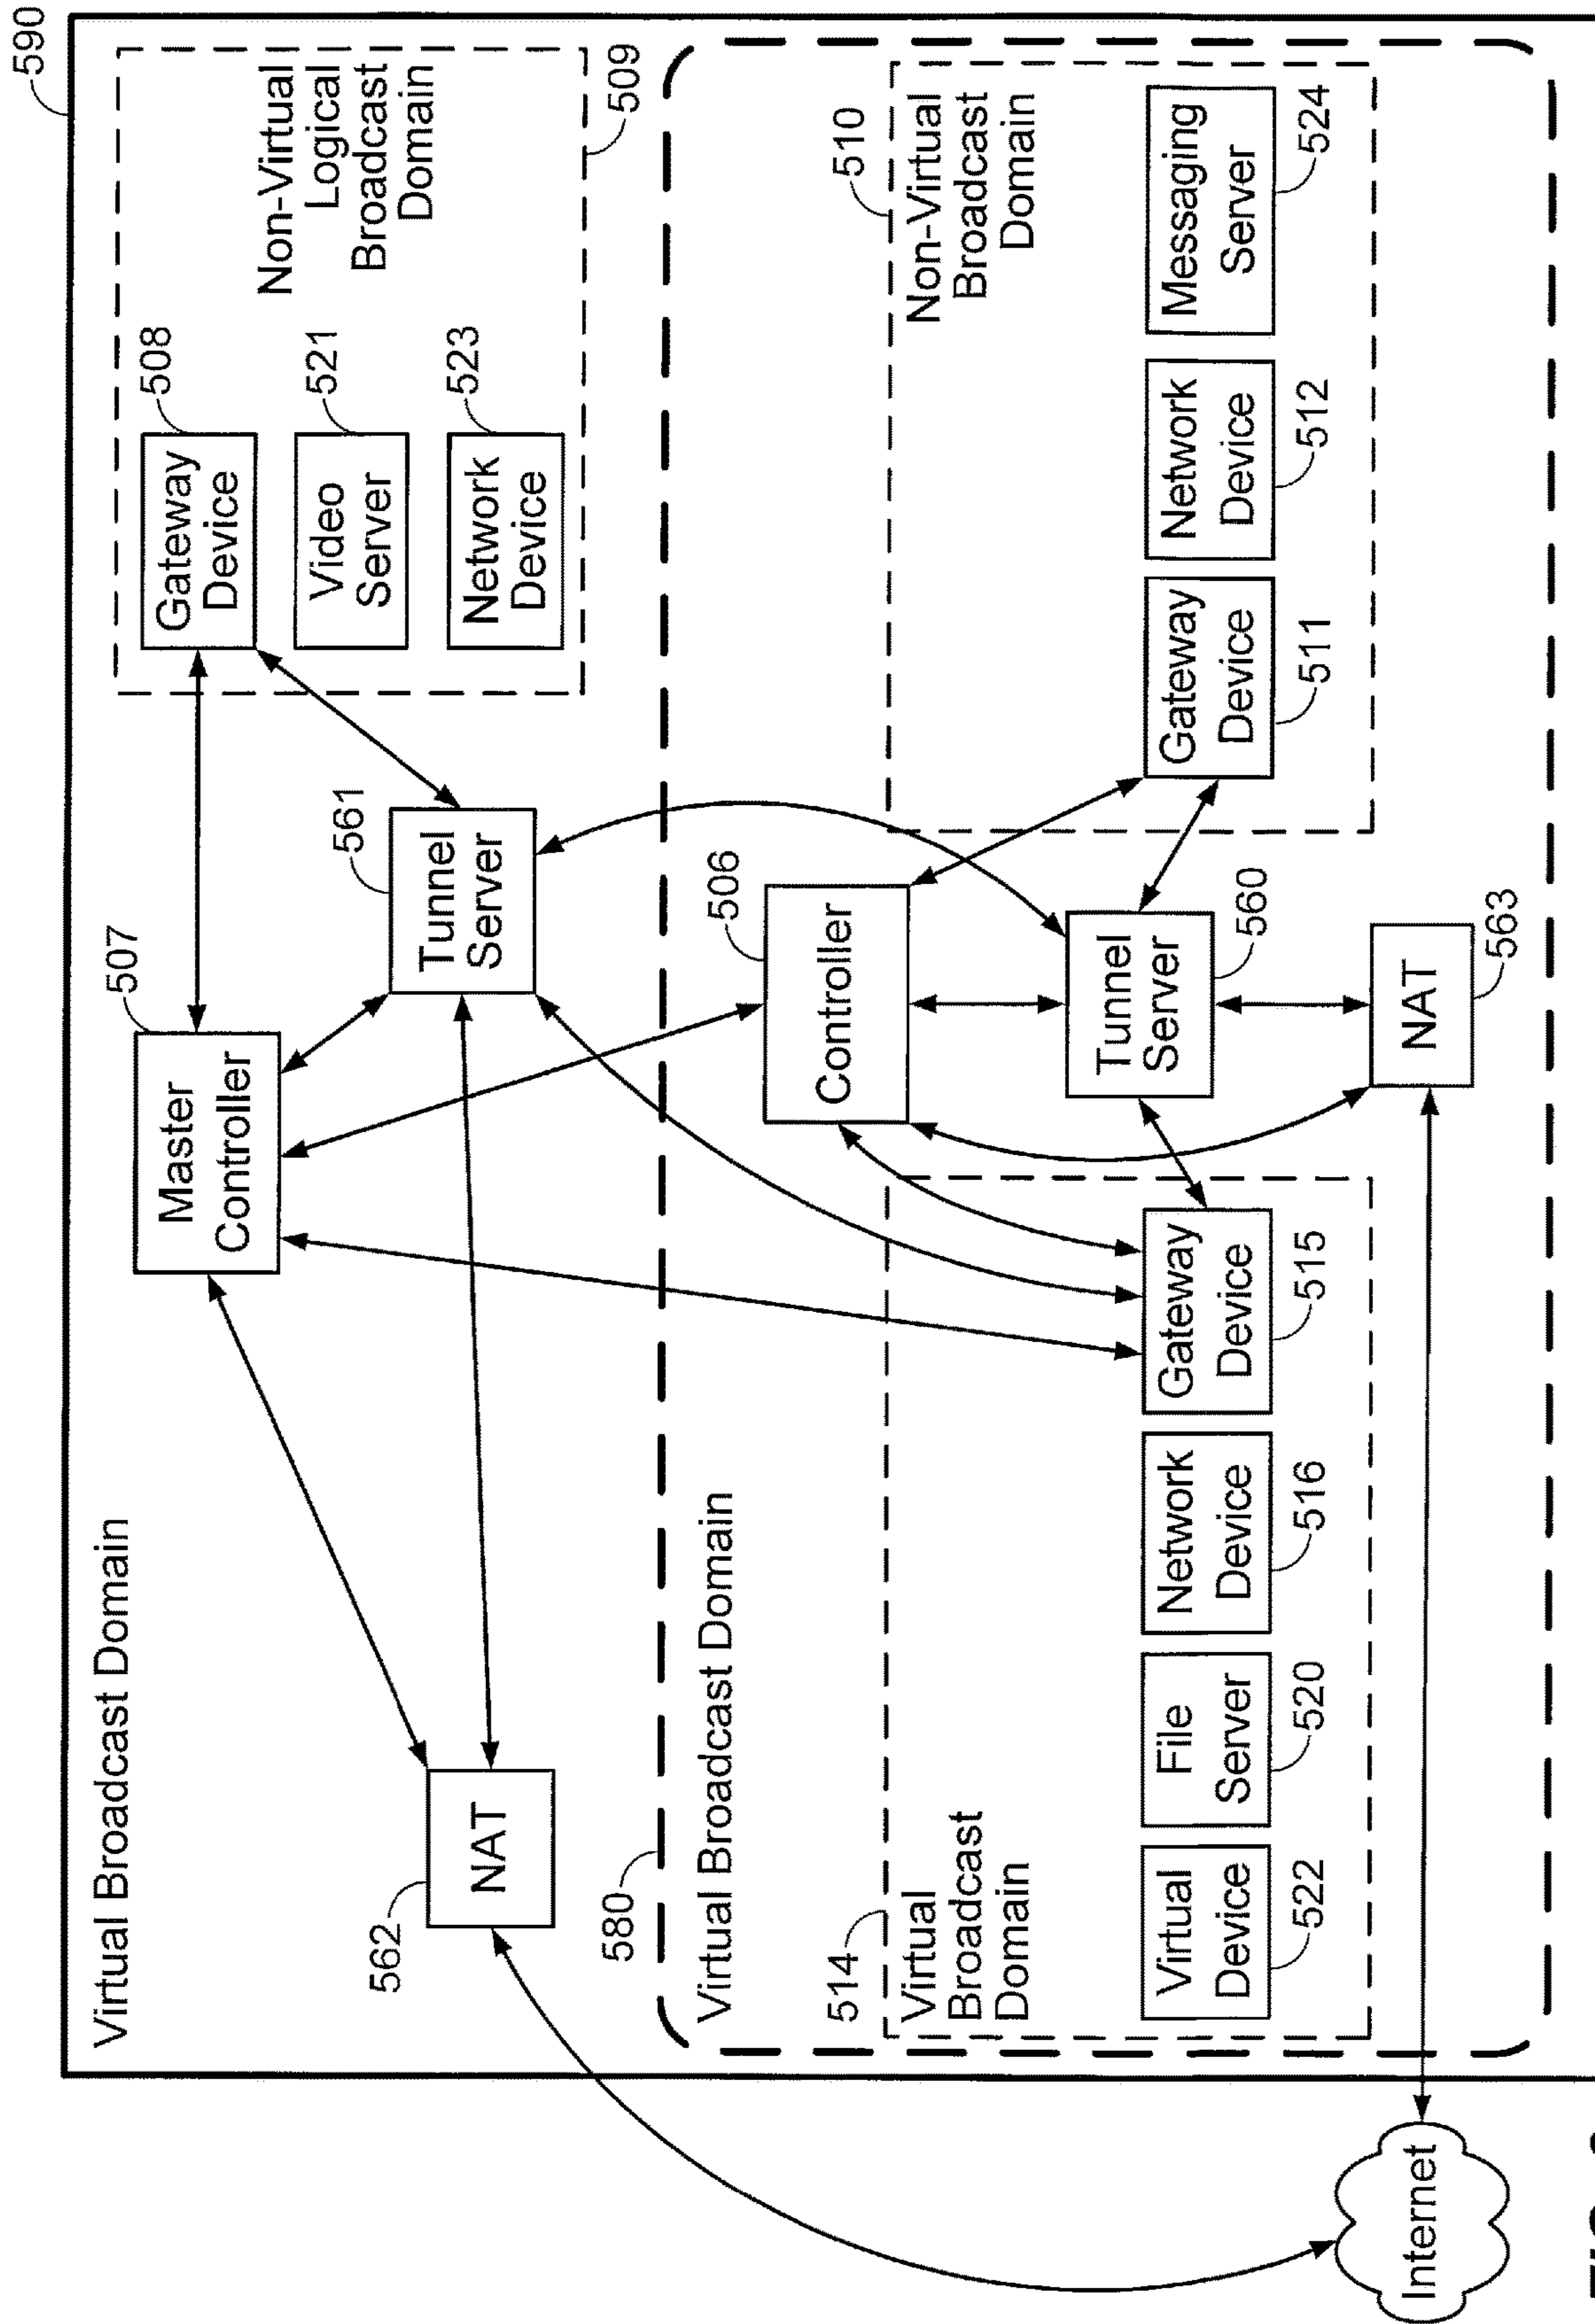 590
Virtual Broadcast Domain
507
Master
Controller
508
Gateway
Device
Non-Virtual
Logical
Broadcast
Domain
521
Video
Server
561
Tunnel
Server
562
NAT
523
Network
Device
509
580
Virtual Broadcast Domain
506
Controller
514
Virtual
Broadcast
Domain
510
Non-Virtual
Broadcast
Domain
Virtual
Device
522
File
Server
520
Network
Device
516
Gateway
Device
515
Tunnel
Server
560
Gateway
Device
511
Network
Device
512
Messaging
Server
524
NAT
563
Internet